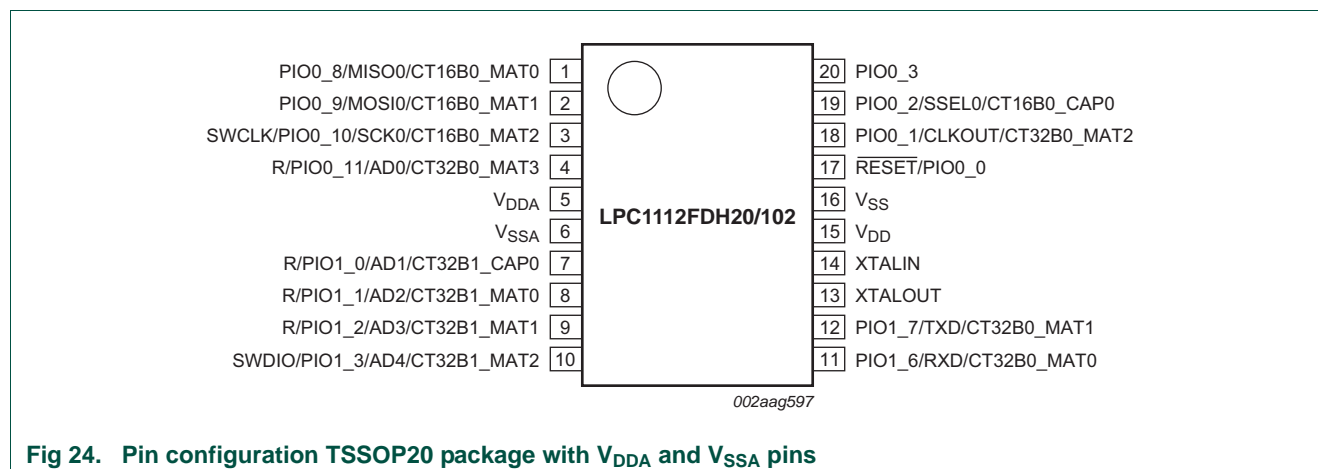 PIO0_8/MISO0/CT16B0_MAT0 1
PIO0_9/MOSI0/CT16B0_MAT1 2
SWCLK/PIO0_10/SCK0/CT16B0_MAT2 3
R/PIO0_11/AD0/CT32B0_MAT3 4
VDDA 5
VSSA 6
R/PIO1_0/AD1/CT32B1_CAP0 7
R/PIO1_1/AD2/CT32B1_MAT0 8
R/PIO1_2/AD3/CT32B1_MAT1 9
SWDIO/PIO1_3/AD4/CT32B1_MAT2 10
LPC1112FDH20/102
20 PIO0_3
19 PIO0_2/SSEL0/CT16B0_CAP0
18 PIO0_1/CLKOUT/CT32B0_MAT2
17 RESET/PIO0_0
16 VSS
15 VDD
14 XTALIN
13 XTALOUT
12 PIO1_7/TXD/CT32B0_MAT1
11 PIO1_6/RXD/CT32B0_MAT0
002aag597
Fig 24. Pin configuration TSSOP20 package with VDDA and VSSA pins